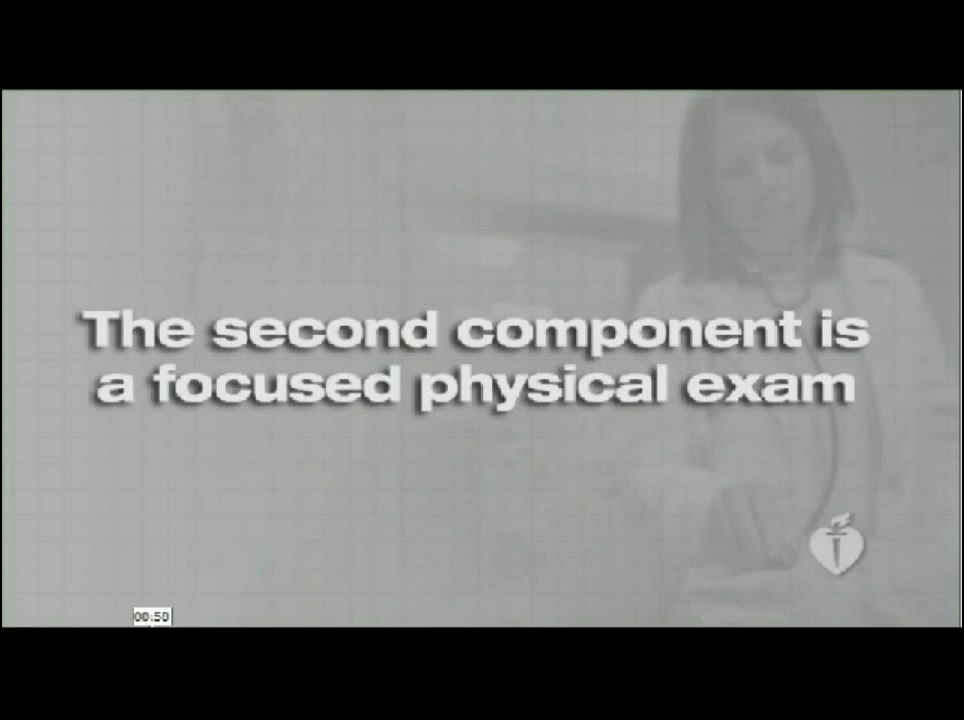 The second component is
a focused physical exam
00:50